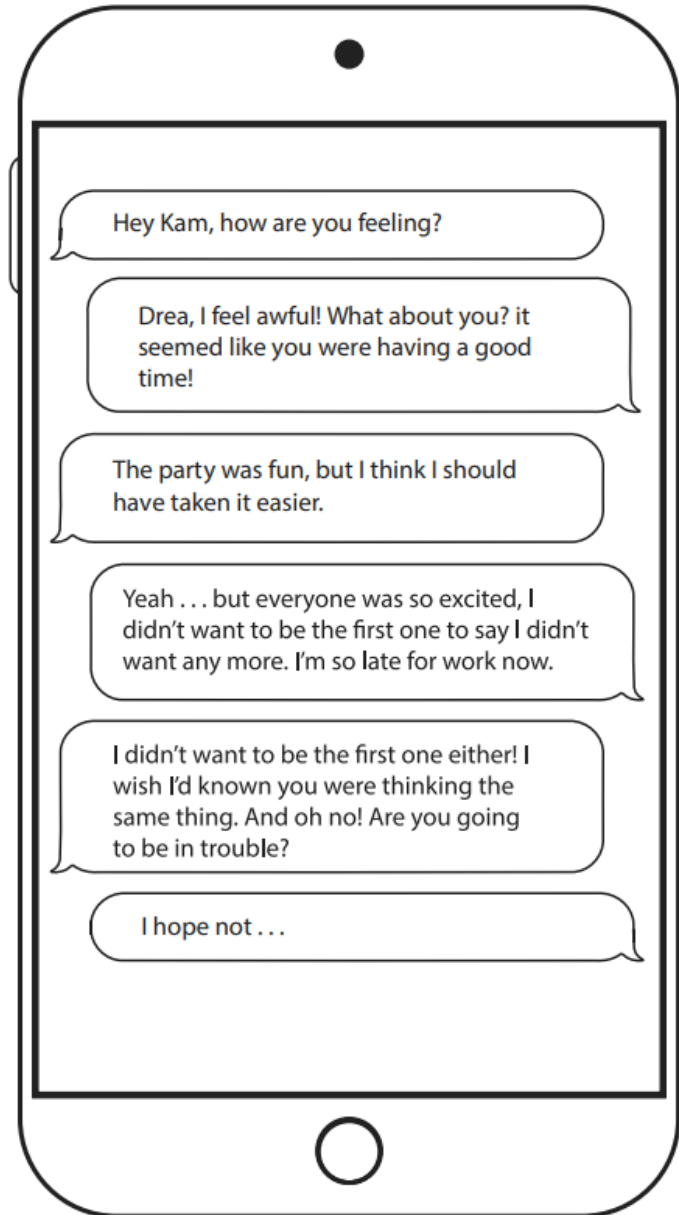 Hey Kam, how are you feeling?
Drea, I feel awful! What about you? it
seemed like you were having a good
time!
The party was fun, but I think I should
have taken it easier.
Yeah . . . but everyone was so excited, I
didn’t want to be the first one to say I didn’t
want any more. I’m so late for work now.
I didn’t want to be the first one either! I
wish I’d known you were thinking the
same thing. And oh no! Are you going
to be in trouble?
I hope not . . .